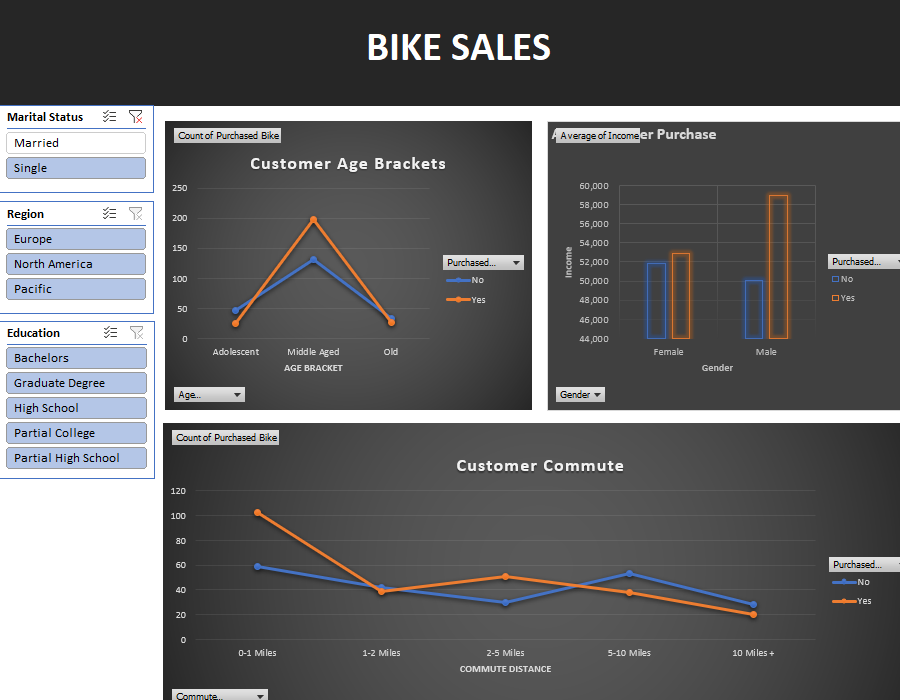 BIKE SALES
Marital Status
Married
Single
Region
Europe
North America
Pacific
Education
Bachelors
Graduate Degree
High School
Partial College
Partial High School
Count of Purchased Bike
Customer Age Brackets
250
200
150
100
50
0
Adolescent Middle Aged Old
AGE BRACKET
Purchased...
No
Yes
Age...
Average of Income
er Purchase
60,000
58,000
56,000
54,000
52,000
50,000
48,000
46,000
44,000
Income
Female Male
Gender
Purchased...
No
Yes
Gender
Count of Purchased Bike
Customer Commute
120
100
80
60
40
20
0
0-1 Miles 1-2 Miles 2-5 Miles 5-10 Miles 10 Miles +
COMMUTE DISTANCE
Purchased...
No
Yes
Commute...